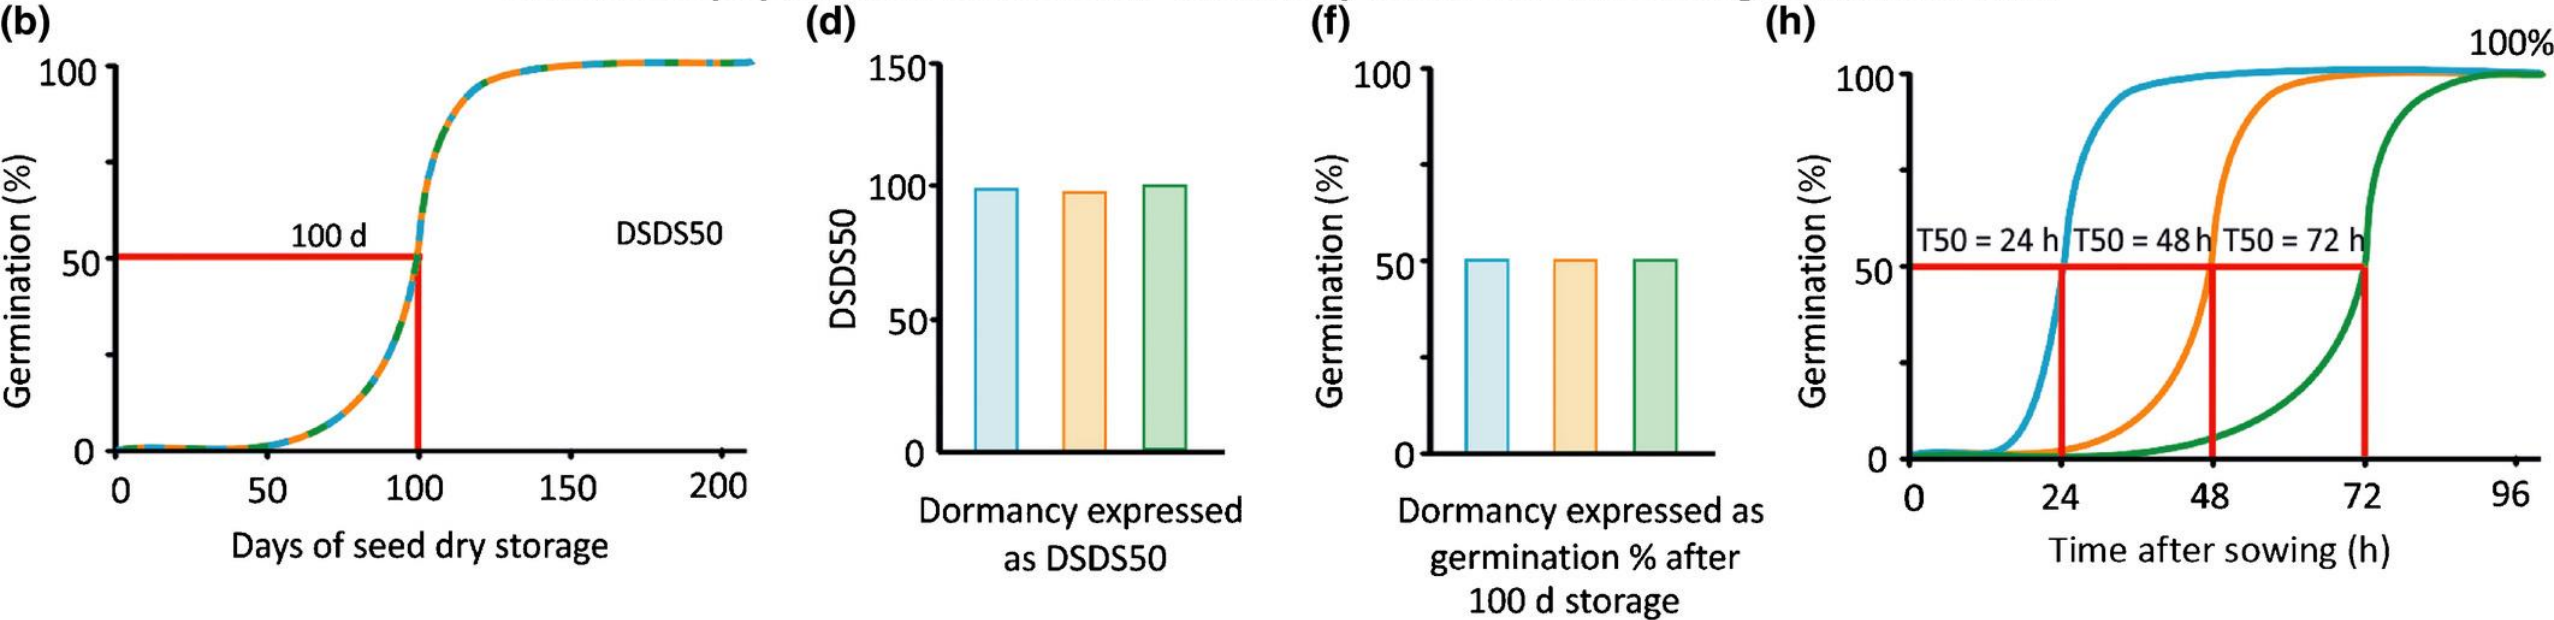 (b)
100
50
0
Germination (%)
100 d
DSDS50
0 50 100 150 200
Days of seed dry storage
(d)
150
100
50
0
DSDS50
Dormancy expressed
as DSDS50
(f)
100
50
0
Germination (%)
Dormancy expressed as
germination % after
100 d storage
(h)
100%
100
50
0
Germination (%)
T50 = 24 h T50 = 48 h T50 = 72 h
0 24 48 72 96
Time after sowing (h)